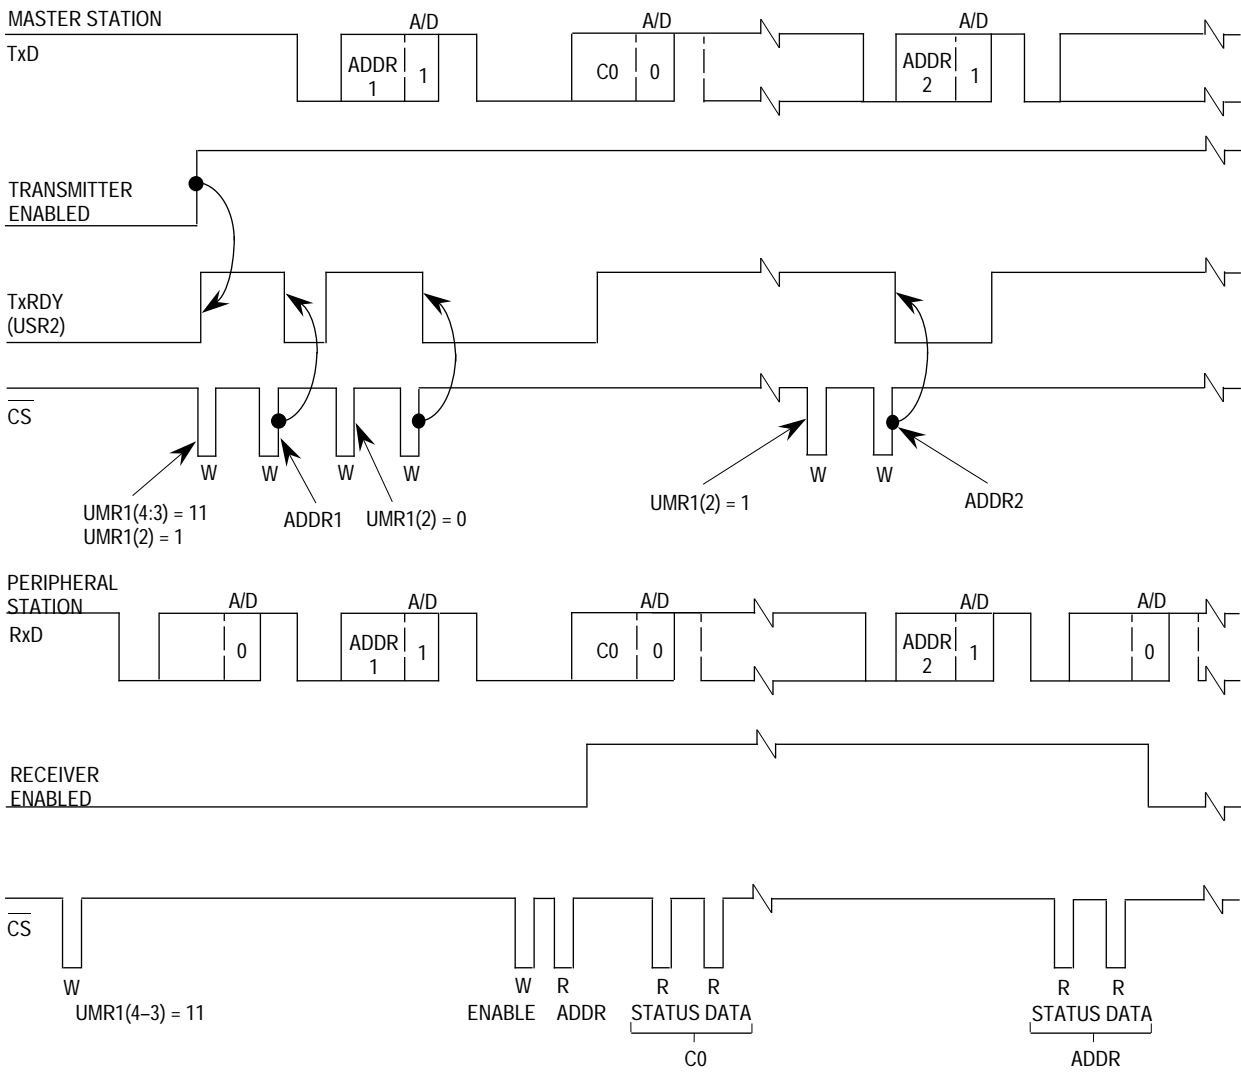 MASTER STATION
A/D A/D A/D
TxD
ADDR 1 1 C0 0 ADDR 2 1
TRANSMITTER
ENABLED
TxRDY
(USR2)
CS
W W W W W W
UMR1(4:3) = 11
UMR1(2) = 1
ADDR1
UMR1(2) = 0
UMR1(2) = 1
ADDR2
PERIPHERAL
STATION
A/D A/D A/D A/D A/D
RxD
0 ADDR 1 1 C0 0 ADDR 2 1 0
RECEIVER
ENABLED
CS
W W R R R R R
UMR1(4–3) = 11
ENABLE ADDR STATUS DATA STATUS DATA
C0 ADDR